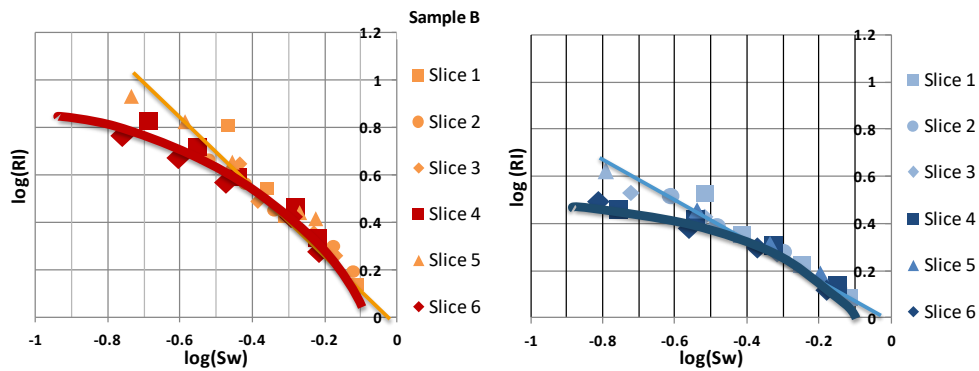 Sample B
1.2
1
0.8
0.6
0.4
0.2
0
-1 -0.8 -0.6 -0.4 -0.2 0
log(RI)
log(Sw)
Slice 1
Slice 2
Slice 3
Slice 4
Slice 5
Slice 6
1.2
1
0.8
0.6
0.4
0.2
0
-1 -0.8 -0.6 -0.4 -0.2 0
log(RI)
log(Sw)
Slice 1
Slice 2
Slice 3
Slice 4
Slice 5
Slice 6